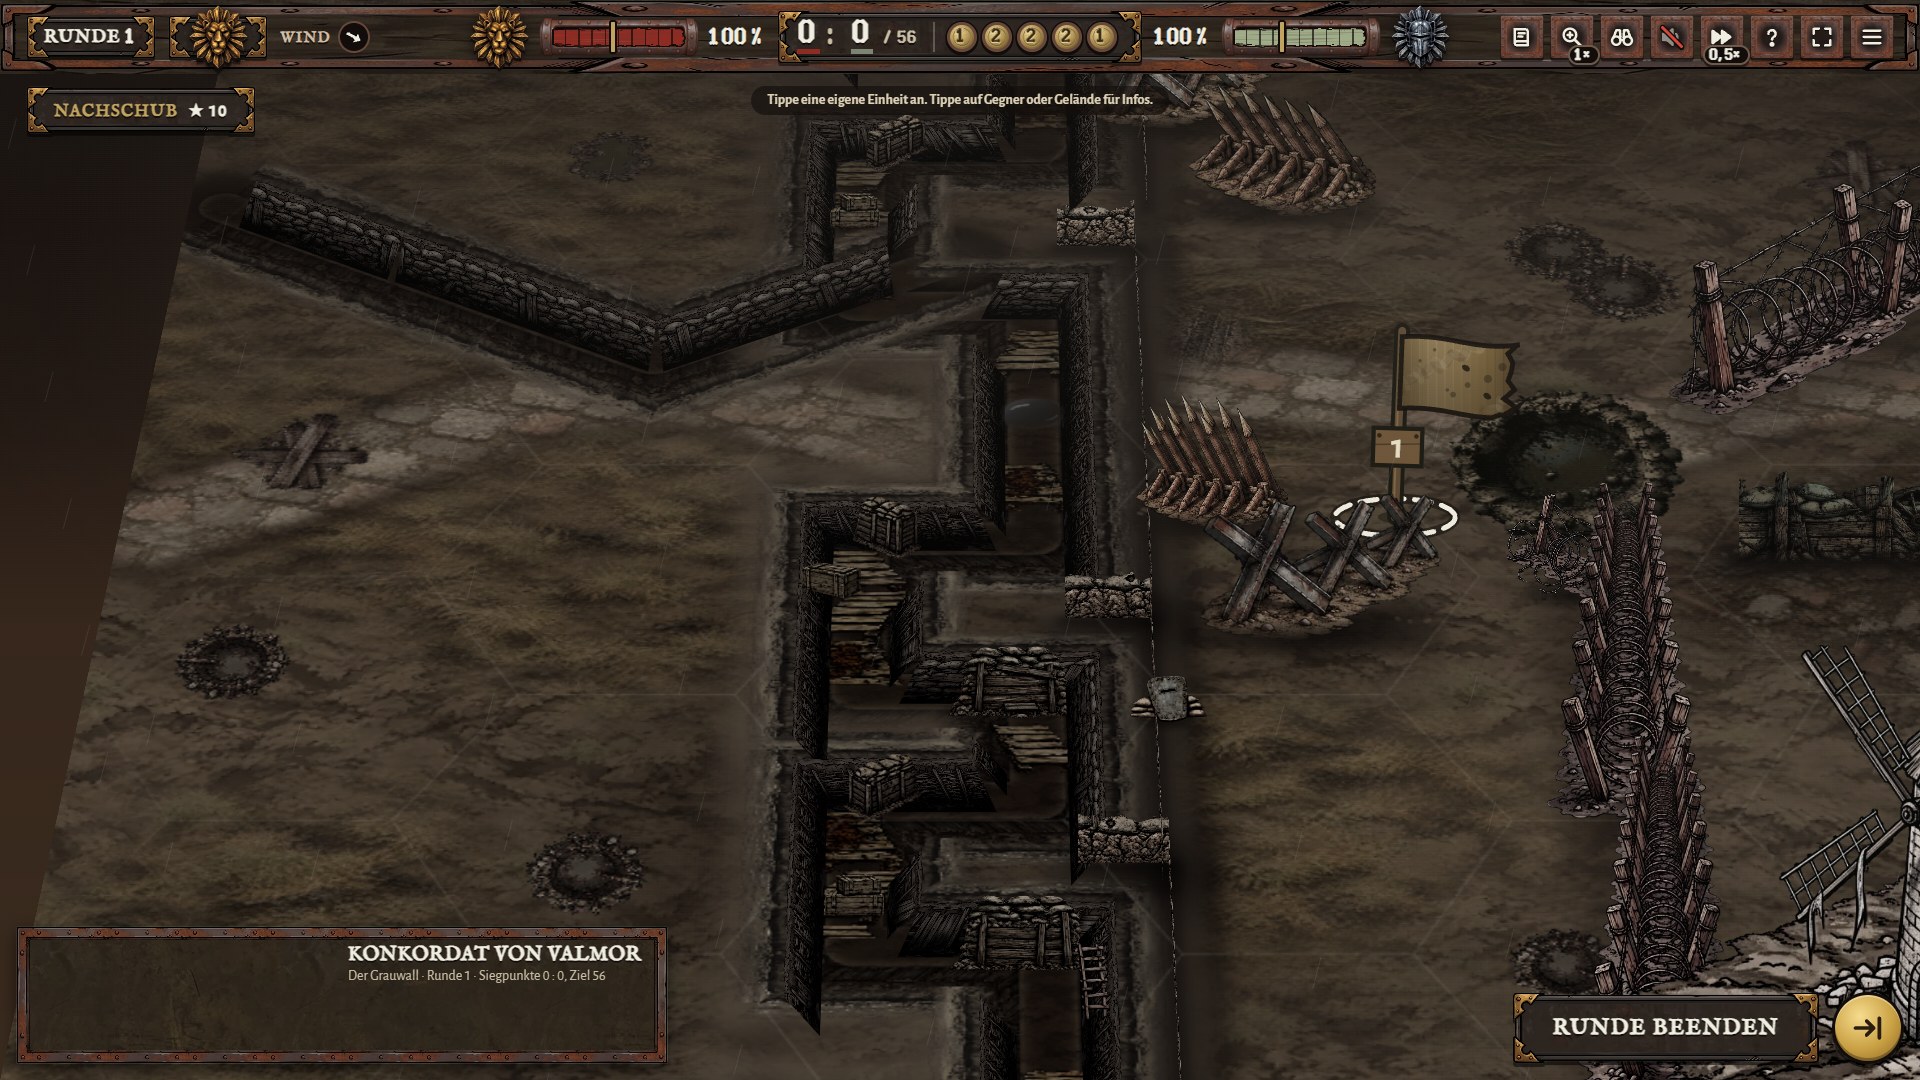 RUNDE 1
WIND
100%
0 : 0 / 56
1 2 2 2 1
100%
1×
0,5×
?
NACHSCHUB ★ 10
Tippe eine eigene Einheit an. Tippe auf Gegner oder Gelände für Infos.
1
KONKORDAT VON VALMOR
Der Grauwall · Runde 1 · Siegpunkte 0 : 0, Ziel 56
RUNDE BEENDEN